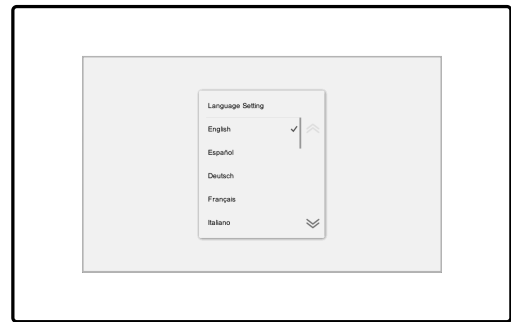 Language Setting
English
Español
Deutsch
Français
Italiano